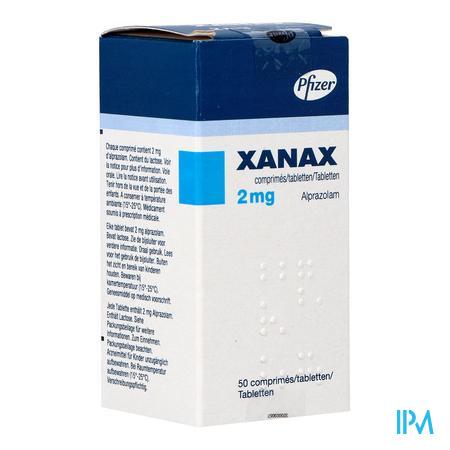 Pfizer
XANAX
comprimés/tabletten/Tabletten
2 mg Alprazolam
50 comprimés/tabletten/
Tabletten
Chaque comprimé contient 2 mg
d'alprazolam. Contient du lactose. Voir
la notice pour plus d'information. Voie
orale. Lire la notice avant utilisation.
Tenir hors de la vue et de la portée des
enfants. A conserver à température
ambiante (15°-25°C). Médicament
soumis à prescription médicale.
Elke tablet bevat 2 mg alprazolam.
Bevat lactose. Zie de bijsluiter voor
verdere informatie. Oraal gebruik. Lees
voor het gebruik de bijsluiter. Buiten
het zicht en bereik van kinderen
houden. Bewaren bij
kamertemperatuur (15°-25°C).
Geneesmiddel op medisch voorschrift.
Jede Tablette enthält 2 mg Alprazolam.
Enthält Lactose. Siehe
Packungsbeilage für weitere
Informationen. Zum Einnehmen.
Packungsbeilage beachten.
Arzneimittel für Kinder unzugänglich
aufbewahren. Bei Raumtemperatur
aufbewahren (15°-25°C).
Verschreibungspflichtig.
IPM